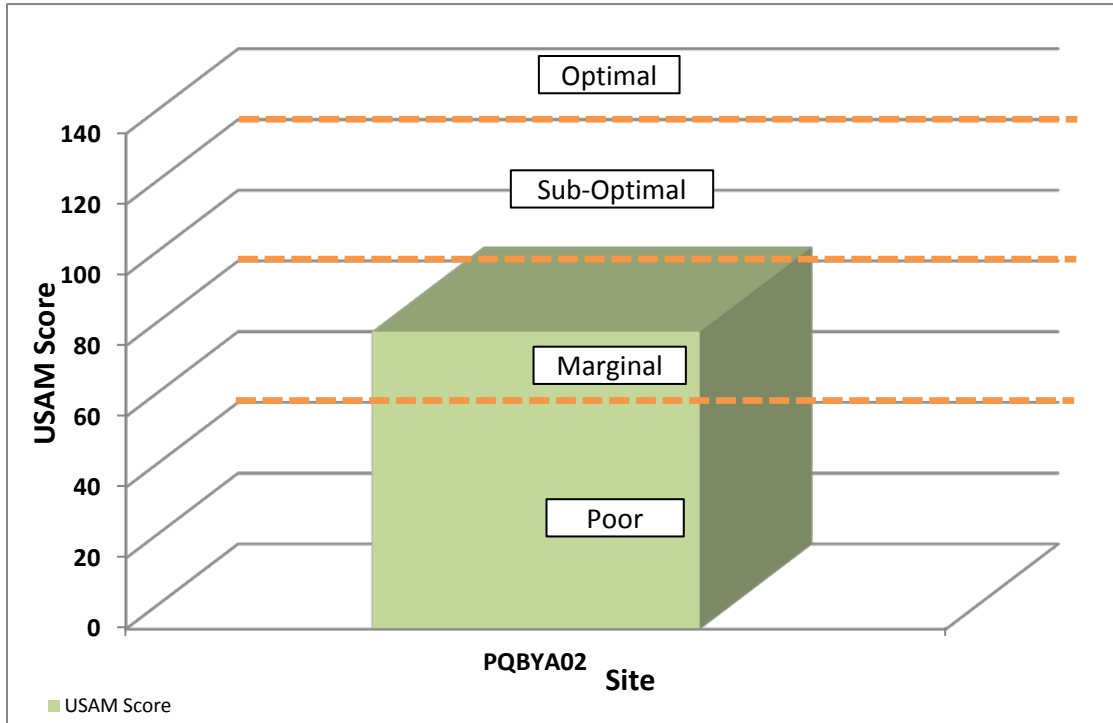 Optimal
140
120
Sub-Optimal
100
80
Marginal
60
40
Poor
20
0
USAM Score
PQBYA02
Site
USAM Score